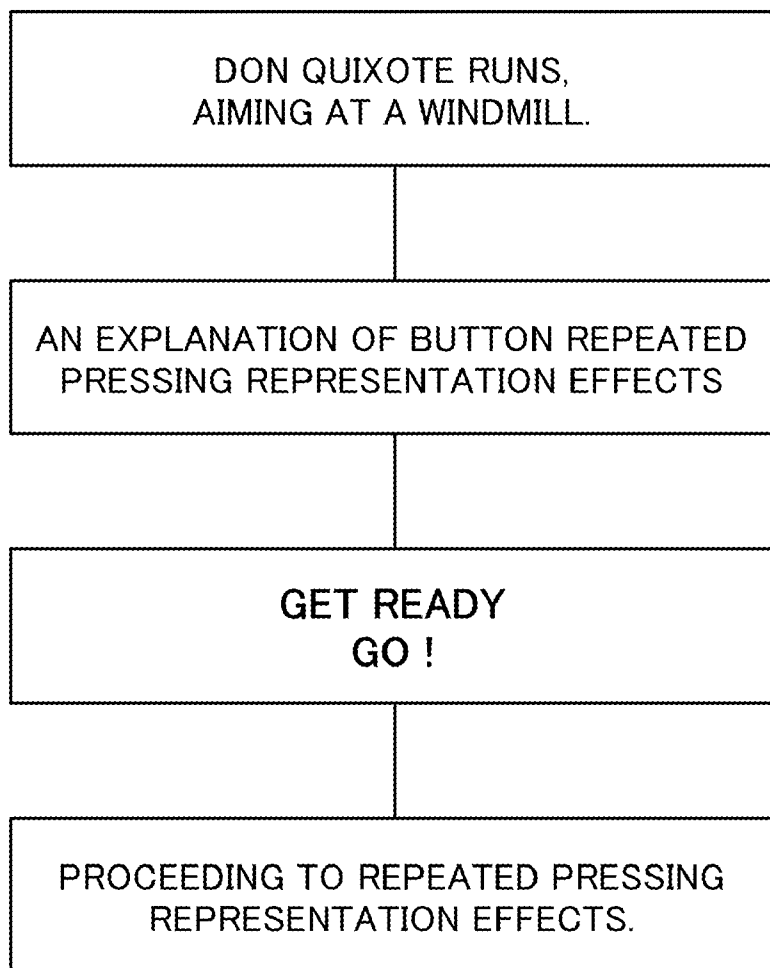 DON QUIXOTE RUNS,
AIMING AT A WINDMILL.
AN EXPLANATION OF BUTTON REPEATED
PRESSING REPRESENTATION EFFECTS
GET READY
GO !
PROCEEDING TO REPEATED PRESSING
REPRESENTATION EFFECTS.